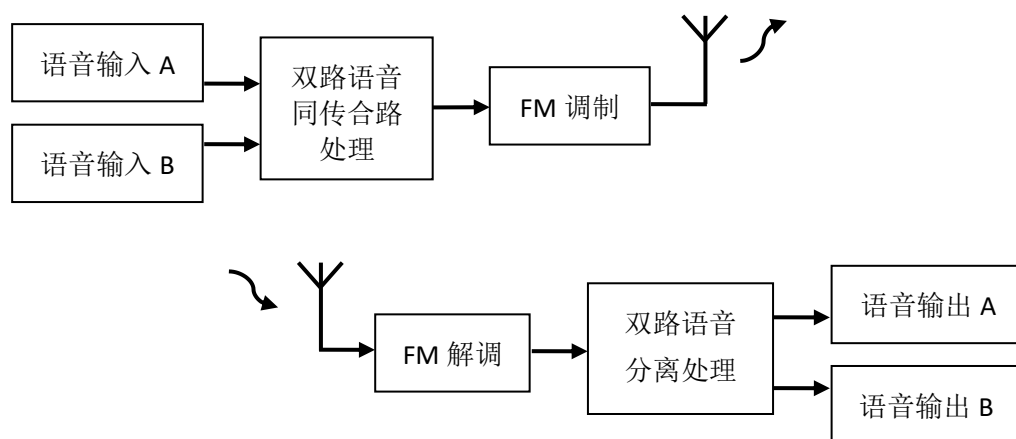 语音输入 A
语音输入 B
双路语音
同传合路
处理
FM 调制
FM 解调
双路语音
分离处理
语音输出 A
语音输出 B